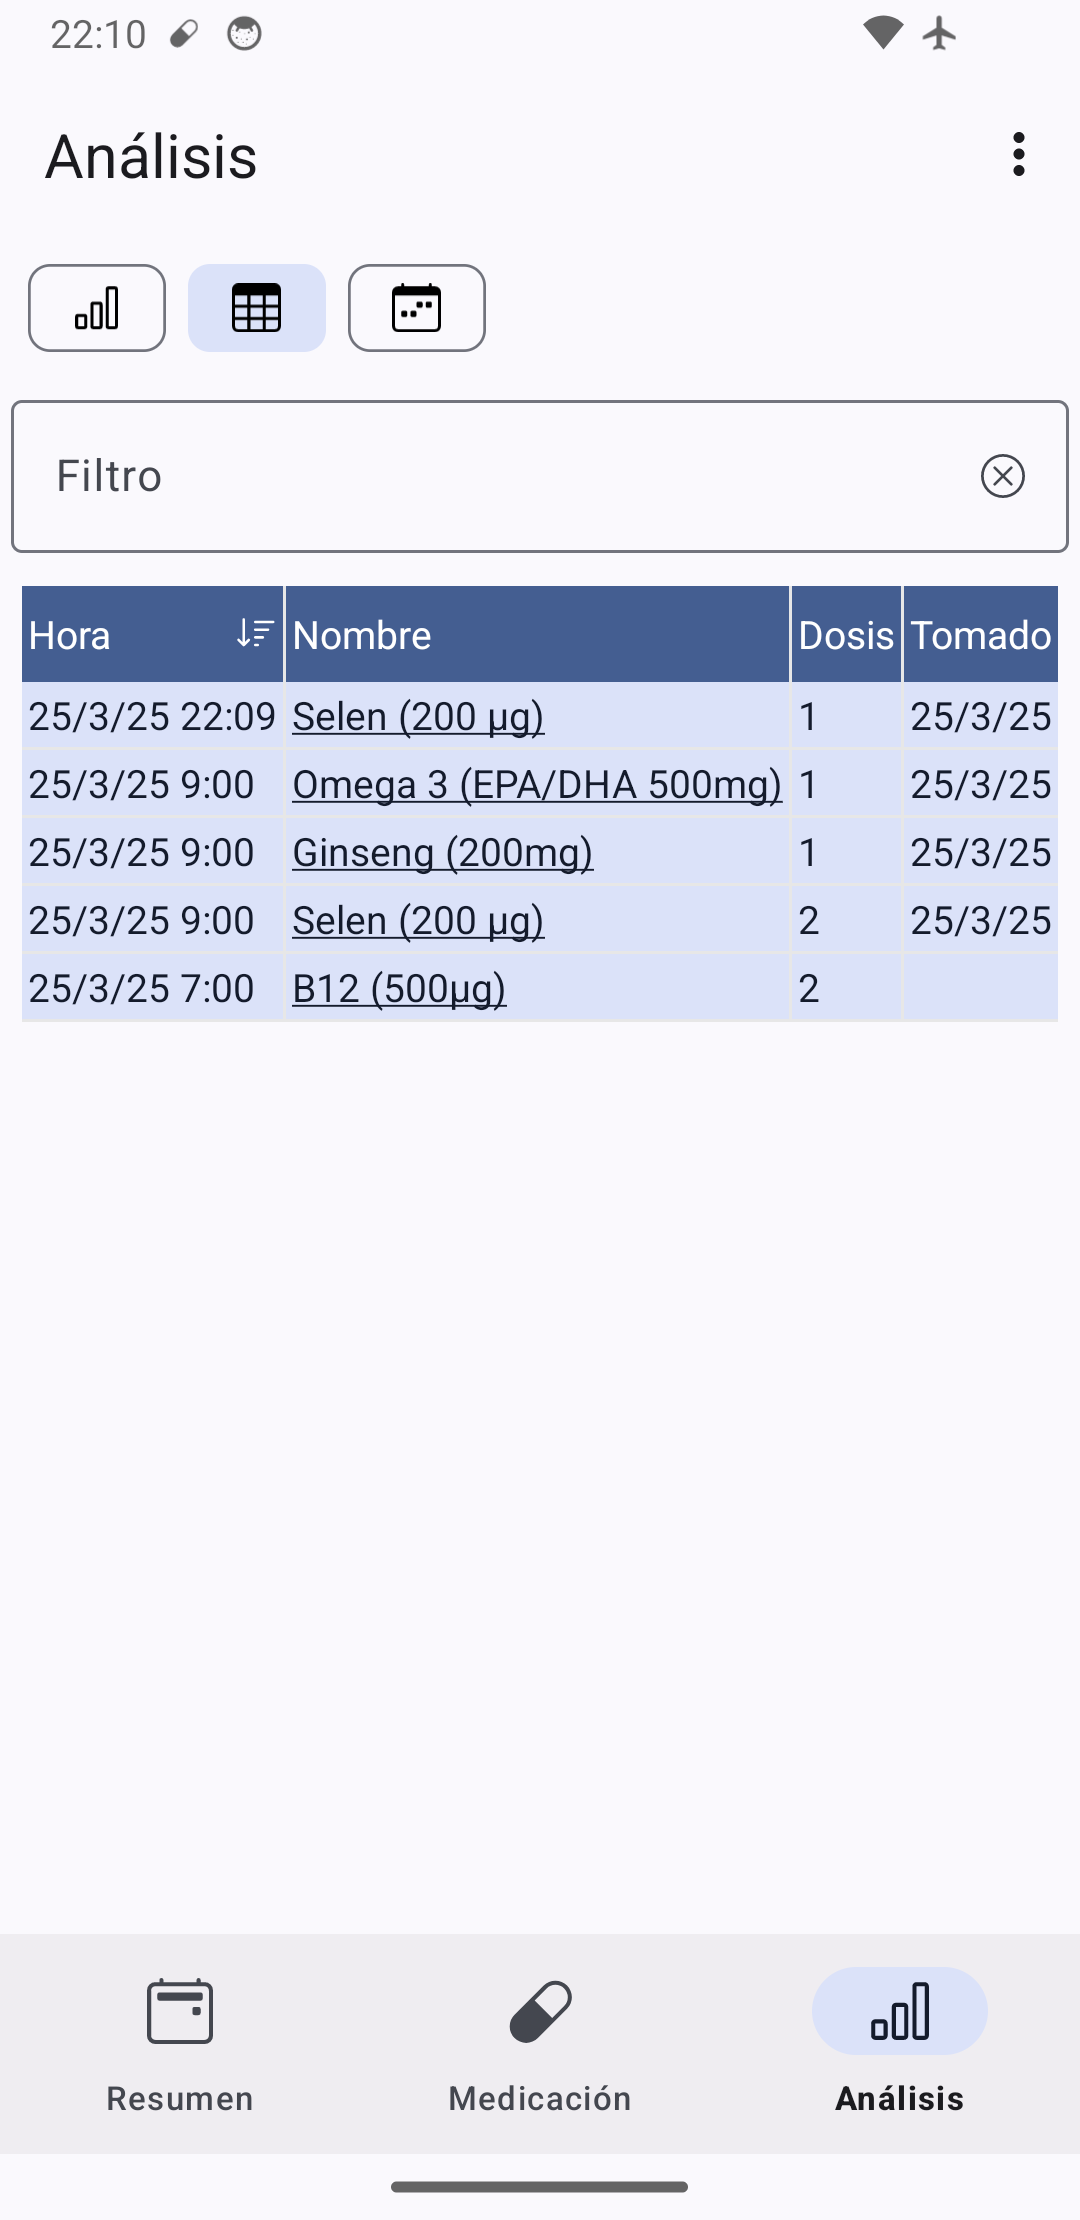 22:10
Análisis
Filtro
Hora Nombre Dosis Tomado
25/3/25 22:09 Selen (200 µg) 1 25/3/25
25/3/25 9:00 Omega 3 (EPA/DHA 500mg) 1 25/3/25
25/3/25 9:00 Ginseng (200mg) 1 25/3/25
25/3/25 9:00 Selen (200 µg) 2 25/3/25
25/3/25 7:00 B12 (500µg) 2
Resumen Medicación Análisis